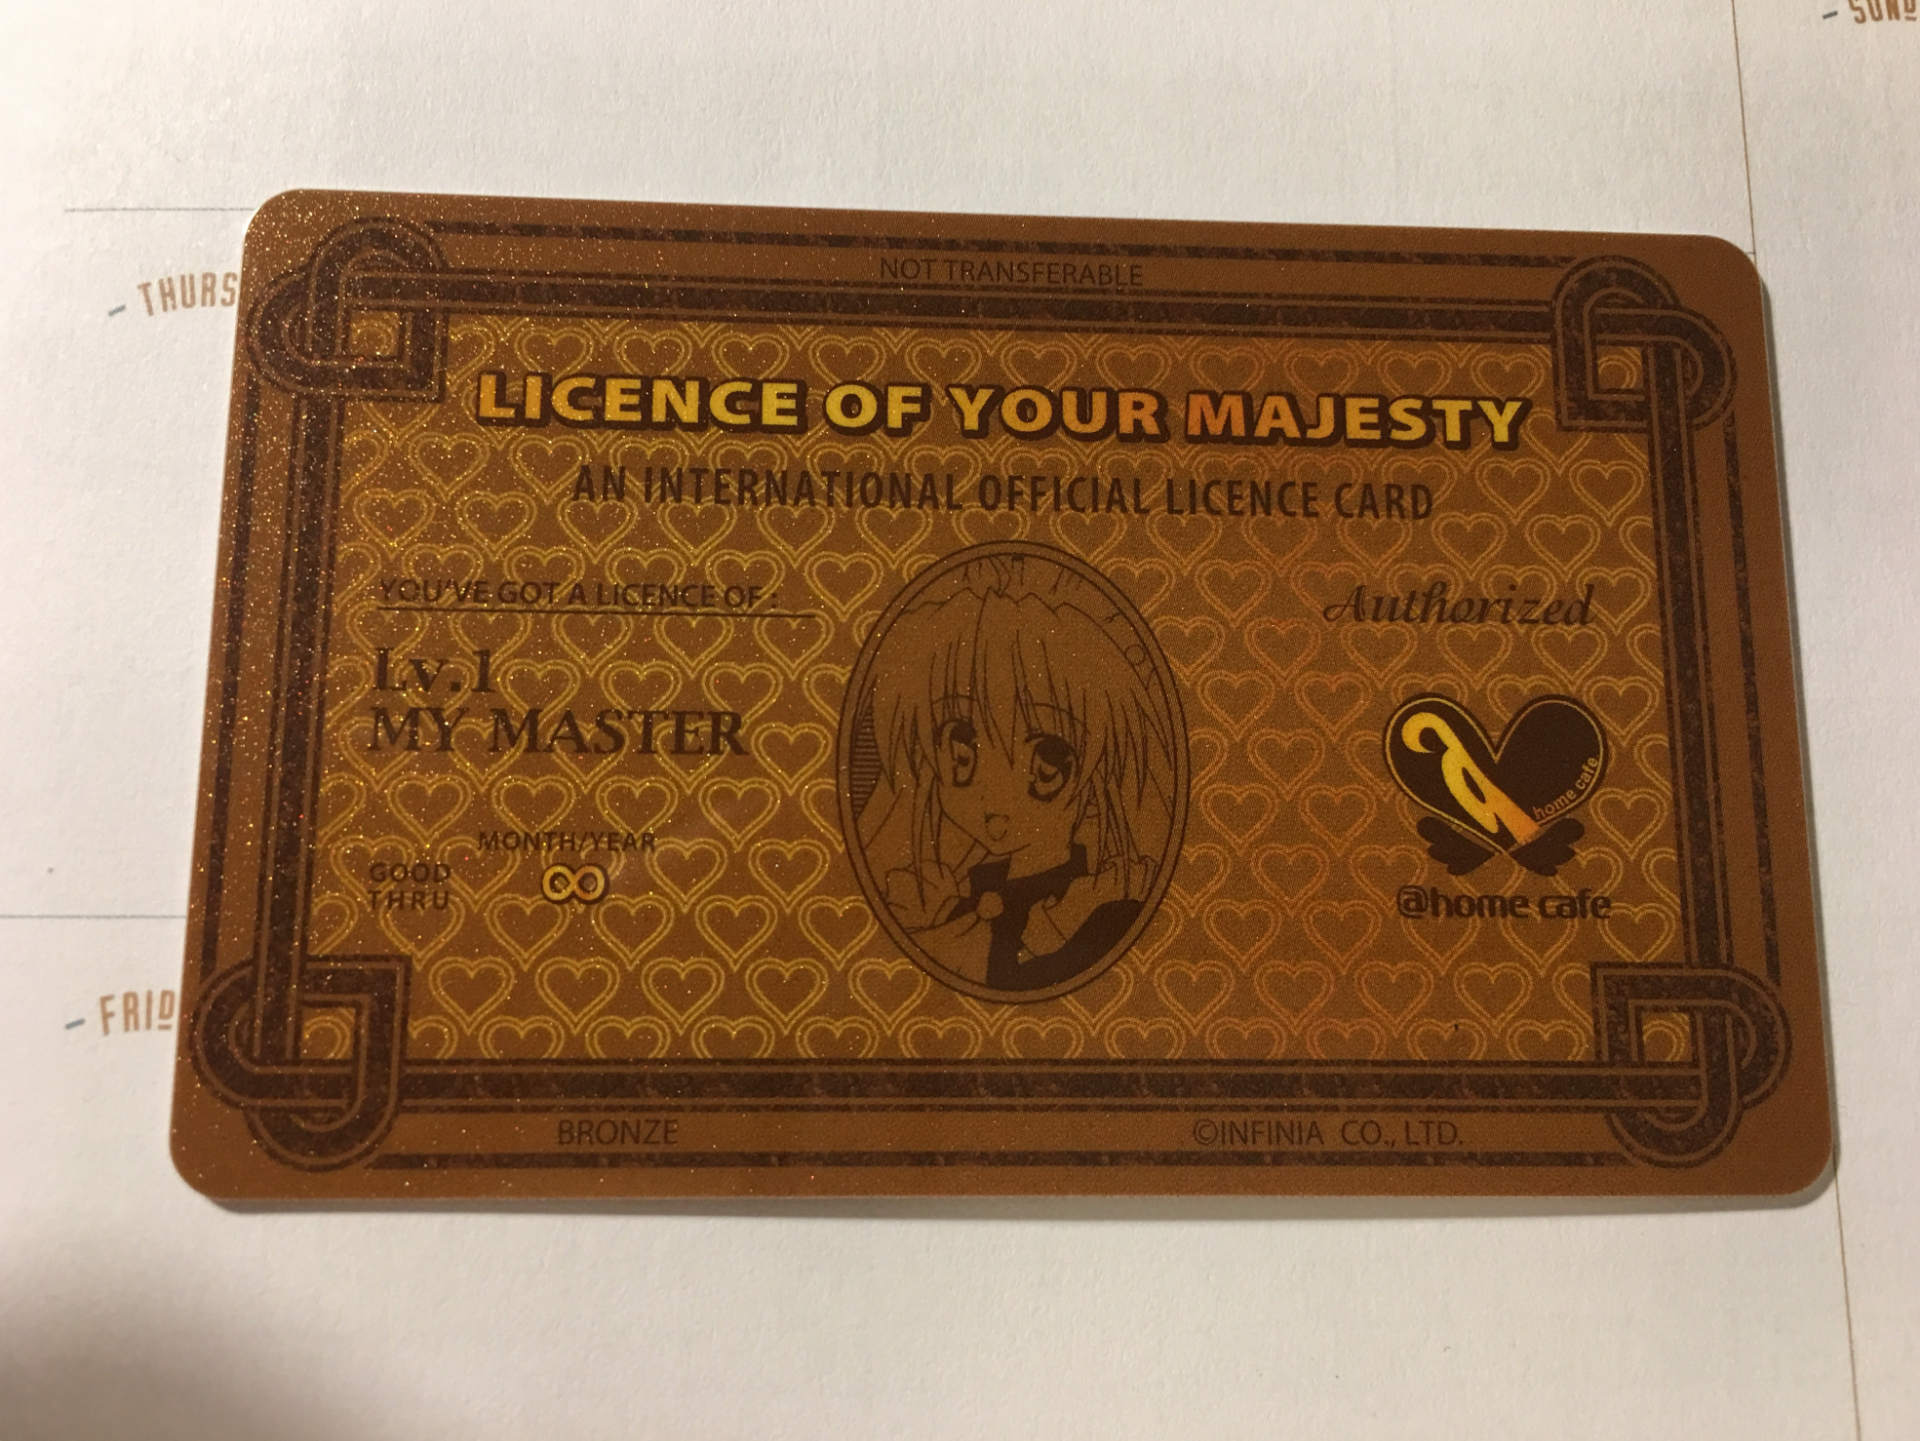 SUND
THURS
NOT TRANSFERABLE
LICENCE OF YOUR MAJESTY
AN INTERNATIONAL OFFICIAL LICENCE CARD
YOU'VE GOT A LICENCE OF :
Authorized
Lv.1
MY MASTER
home cafe
MONTH/YEAR
GOOD
THRU
∞
@home cafe
FRID
BRONZE
©INFINIA CO., LTD.